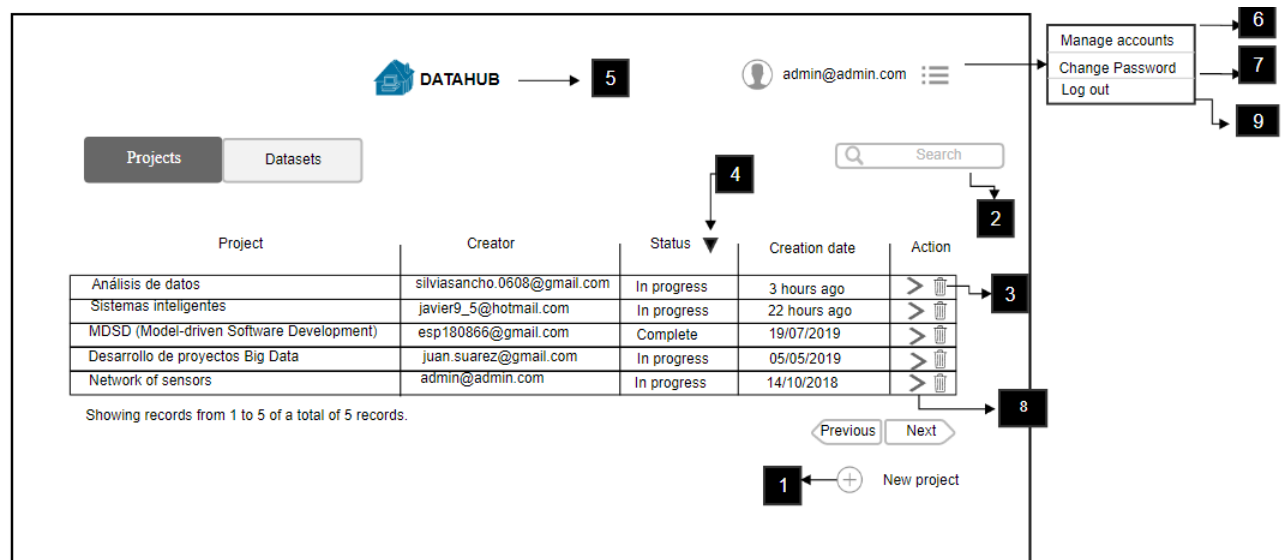 6
Manage accounts
DATAHUB
5
admin@admin.com
Change Password
7
Log out
9
Projects
Datasets
Search
4
2
Project
Creator
Status
Creation date
Action
Análisis de datos silviasancho.0608@gmail.com In progress 3 hours ago
3
Sistemas inteligentes javier9_5@hotmail.com In progress 22 hours ago
MDSD (Model-driven Software Development) esp180866@gmail.com Complete 19/07/2019
Desarrollo de proyectos Big Data juan.suarez@gmail.com In progress 05/05/2019
Network of sensors admin@admin.com In progress 14/10/2018
8
Showing records from 1 to 5 of a total of 5 records.
Previous
Next
1
New project